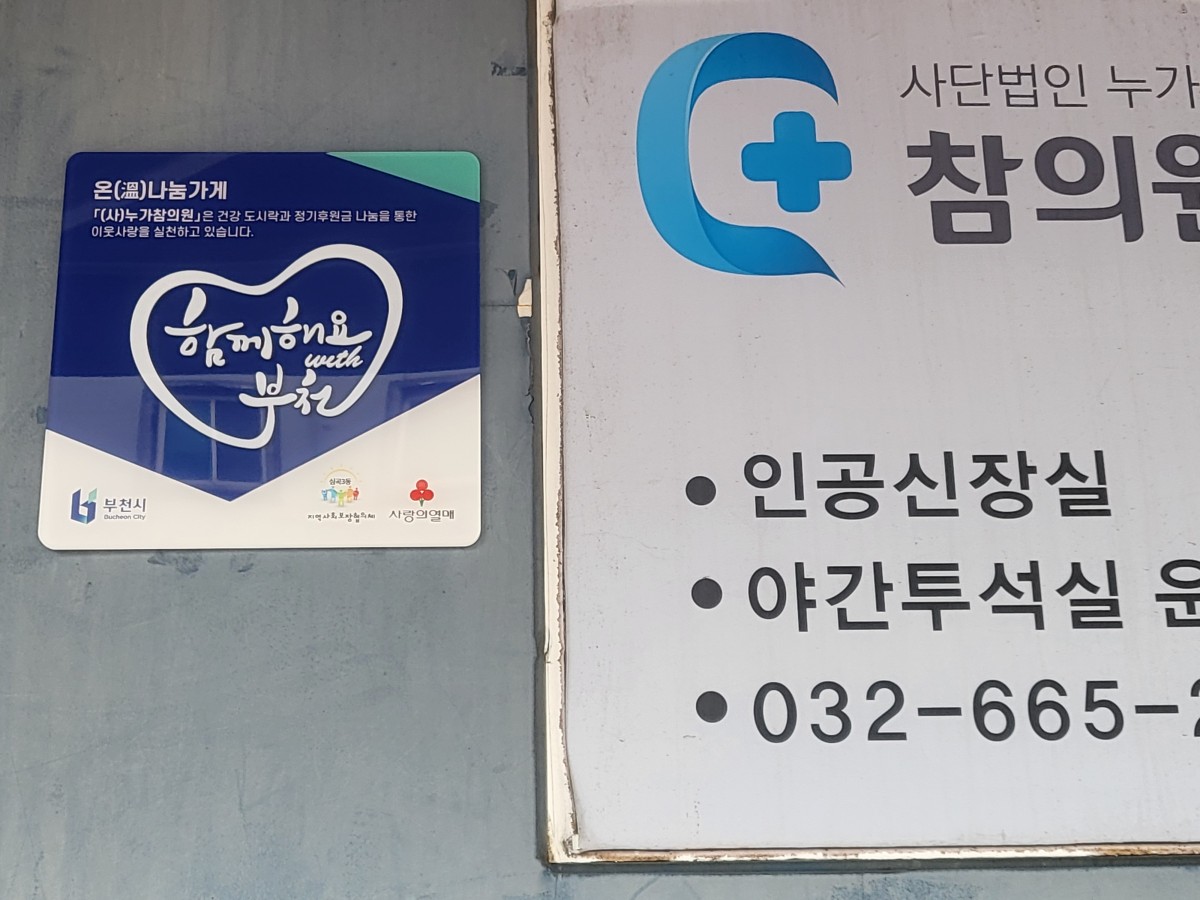 온(溫)나눔가게
「(사)누가참의원」은 건강 도시락과 정기후원금 나눔을 통한
이웃사랑을 실천하고 있습니다.
함께해요
with
부천
부천시
Bucheon City
심곡3동
지역사회보장협의체
사랑의열매
사단법인 누가
참의원
• 인공신장실
• 야간투석실 운
• 032-665-2